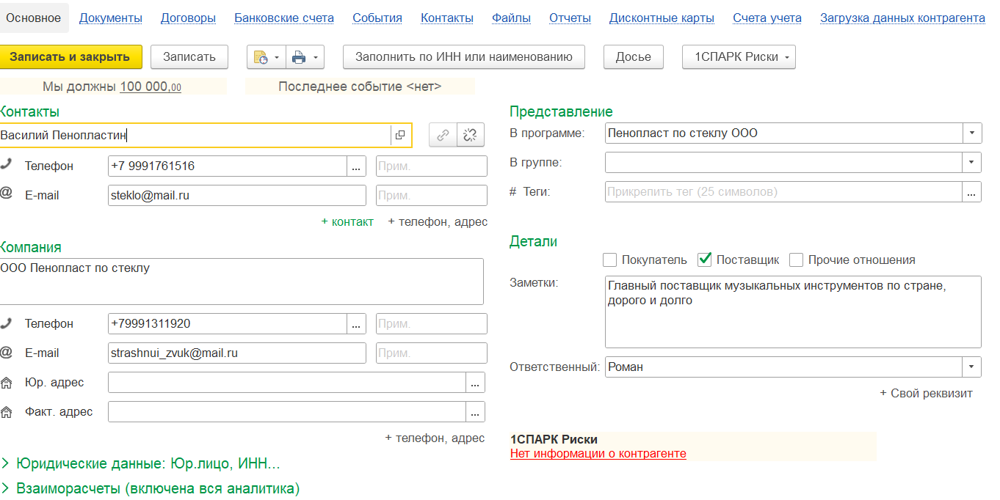 Основное Документы Договоры Банковские счета События Контакты Файлы Отчеты Дисконтные карты Счета учета Загрузка данных контрагента
Записать и закрыть Записать Заполнить по ИНН или наименованию Досье 1СПАРК Риски
Мы должны 100 000,00 Последнее событие <нет>
Контакты
Василий Пенопластин
Телефон +7 9991761516 ... Прим.
@ E-mail steklo@mail.ru Прим.
+ контакт + телефон, адрес
Компания
ООО Пенопласт по стеклу
Телефон +79991311920 ... Прим.
@ E-mail strashnui_zvuk@mail.ru Прим.
Юр. адрес ...
Факт. адрес ...
+ телефон, адрес
> Юридические данные: Юр.лицо, ИНН...
> Взаиморасчеты (включена вся аналитика)
Представление
В программе: Пенопласт по стеклу ООО
В группе:
# Теги: Прикрепить тег (25 символов) ...
Детали
Покупатель Поставщик Прочие отношения
Заметки: Главный поставщик музыкальных инструментов по стране,
дорого и долго
Ответственный: Роман
+ Свой реквизит
1СПАРК Риски
Нет информации о контрагенте